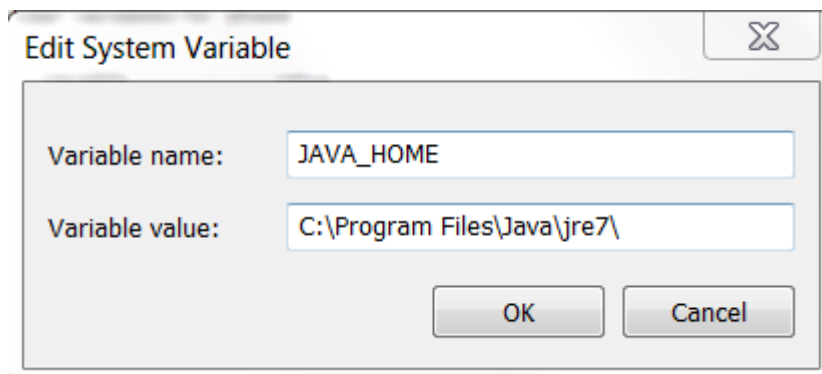 Edit System Variable
Variable name: JAVA_HOME
Variable value: C:\Program Files\Java\jre7\
OK Cancel